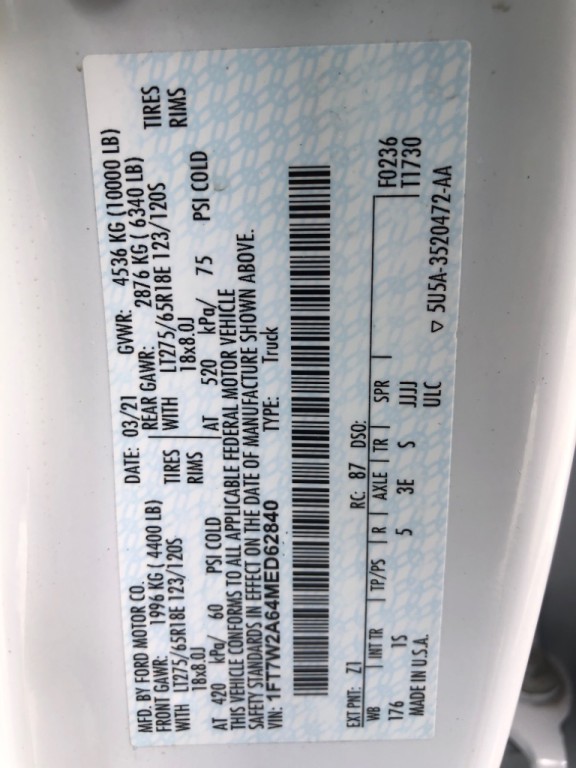 MFD. BY FORD MOTOR CO. DATE: 03/21 GVWR: 4536 KG (10000 LB)
FRONT GAWR: 1996 KG ( 4400 LB) REAR GAWR: 2876 KG ( 6340 LB)
WITH LT275/65R18E 123/120S TIRES WITH LT275/65R18E 123/120S TIRES
18x8.0J RIMS 18x8.0J RIMS
AT 420 kPa/ 60 PSI COLD AT 520 kPa/ 75 PSI COLD
THIS VEHICLE CONFORMS TO ALL APPLICABLE FEDERAL MOTOR VEHICLE
SAFETY STANDARDS IN EFFECT ON THE DATE OF MANUFACTURE SHOWN ABOVE.
VIN: 1FT7W2A64MED62840 TYPE: Truck
EXT PNT: Z1 RC: 87 DSO:
WB | INT TR | TP/PS | R | AXLE | TR | SPR F0236
176 1S 5 3E S JJJJ T1730
MADE IN U.S.A. ULC
▽ 5U5A-3520472-AA